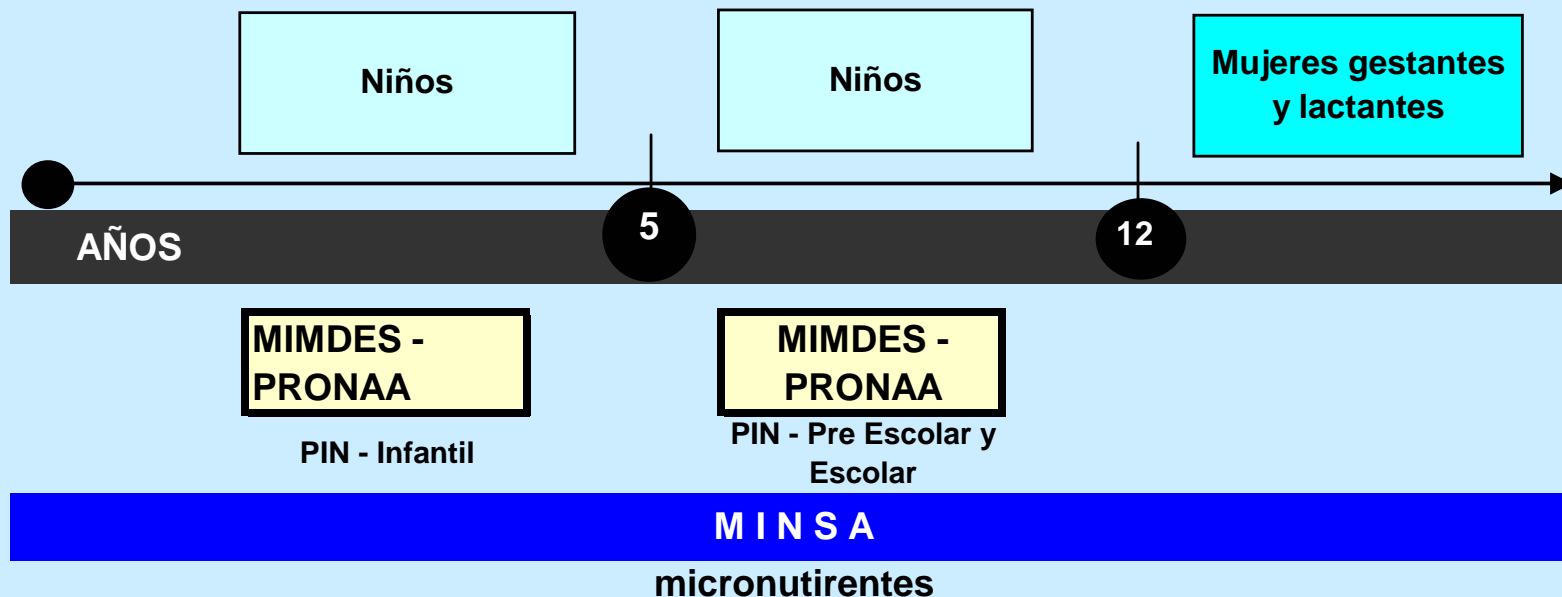 Niños
Niños
Mujeres gestantes
y lactantes
5
12
AÑOS
MIMDES -
PRONAA
MIMDES -
PRONAA
PIN - Infantil
PIN - Pre Escolar y
Escolar
M I N S A
micronutirentes